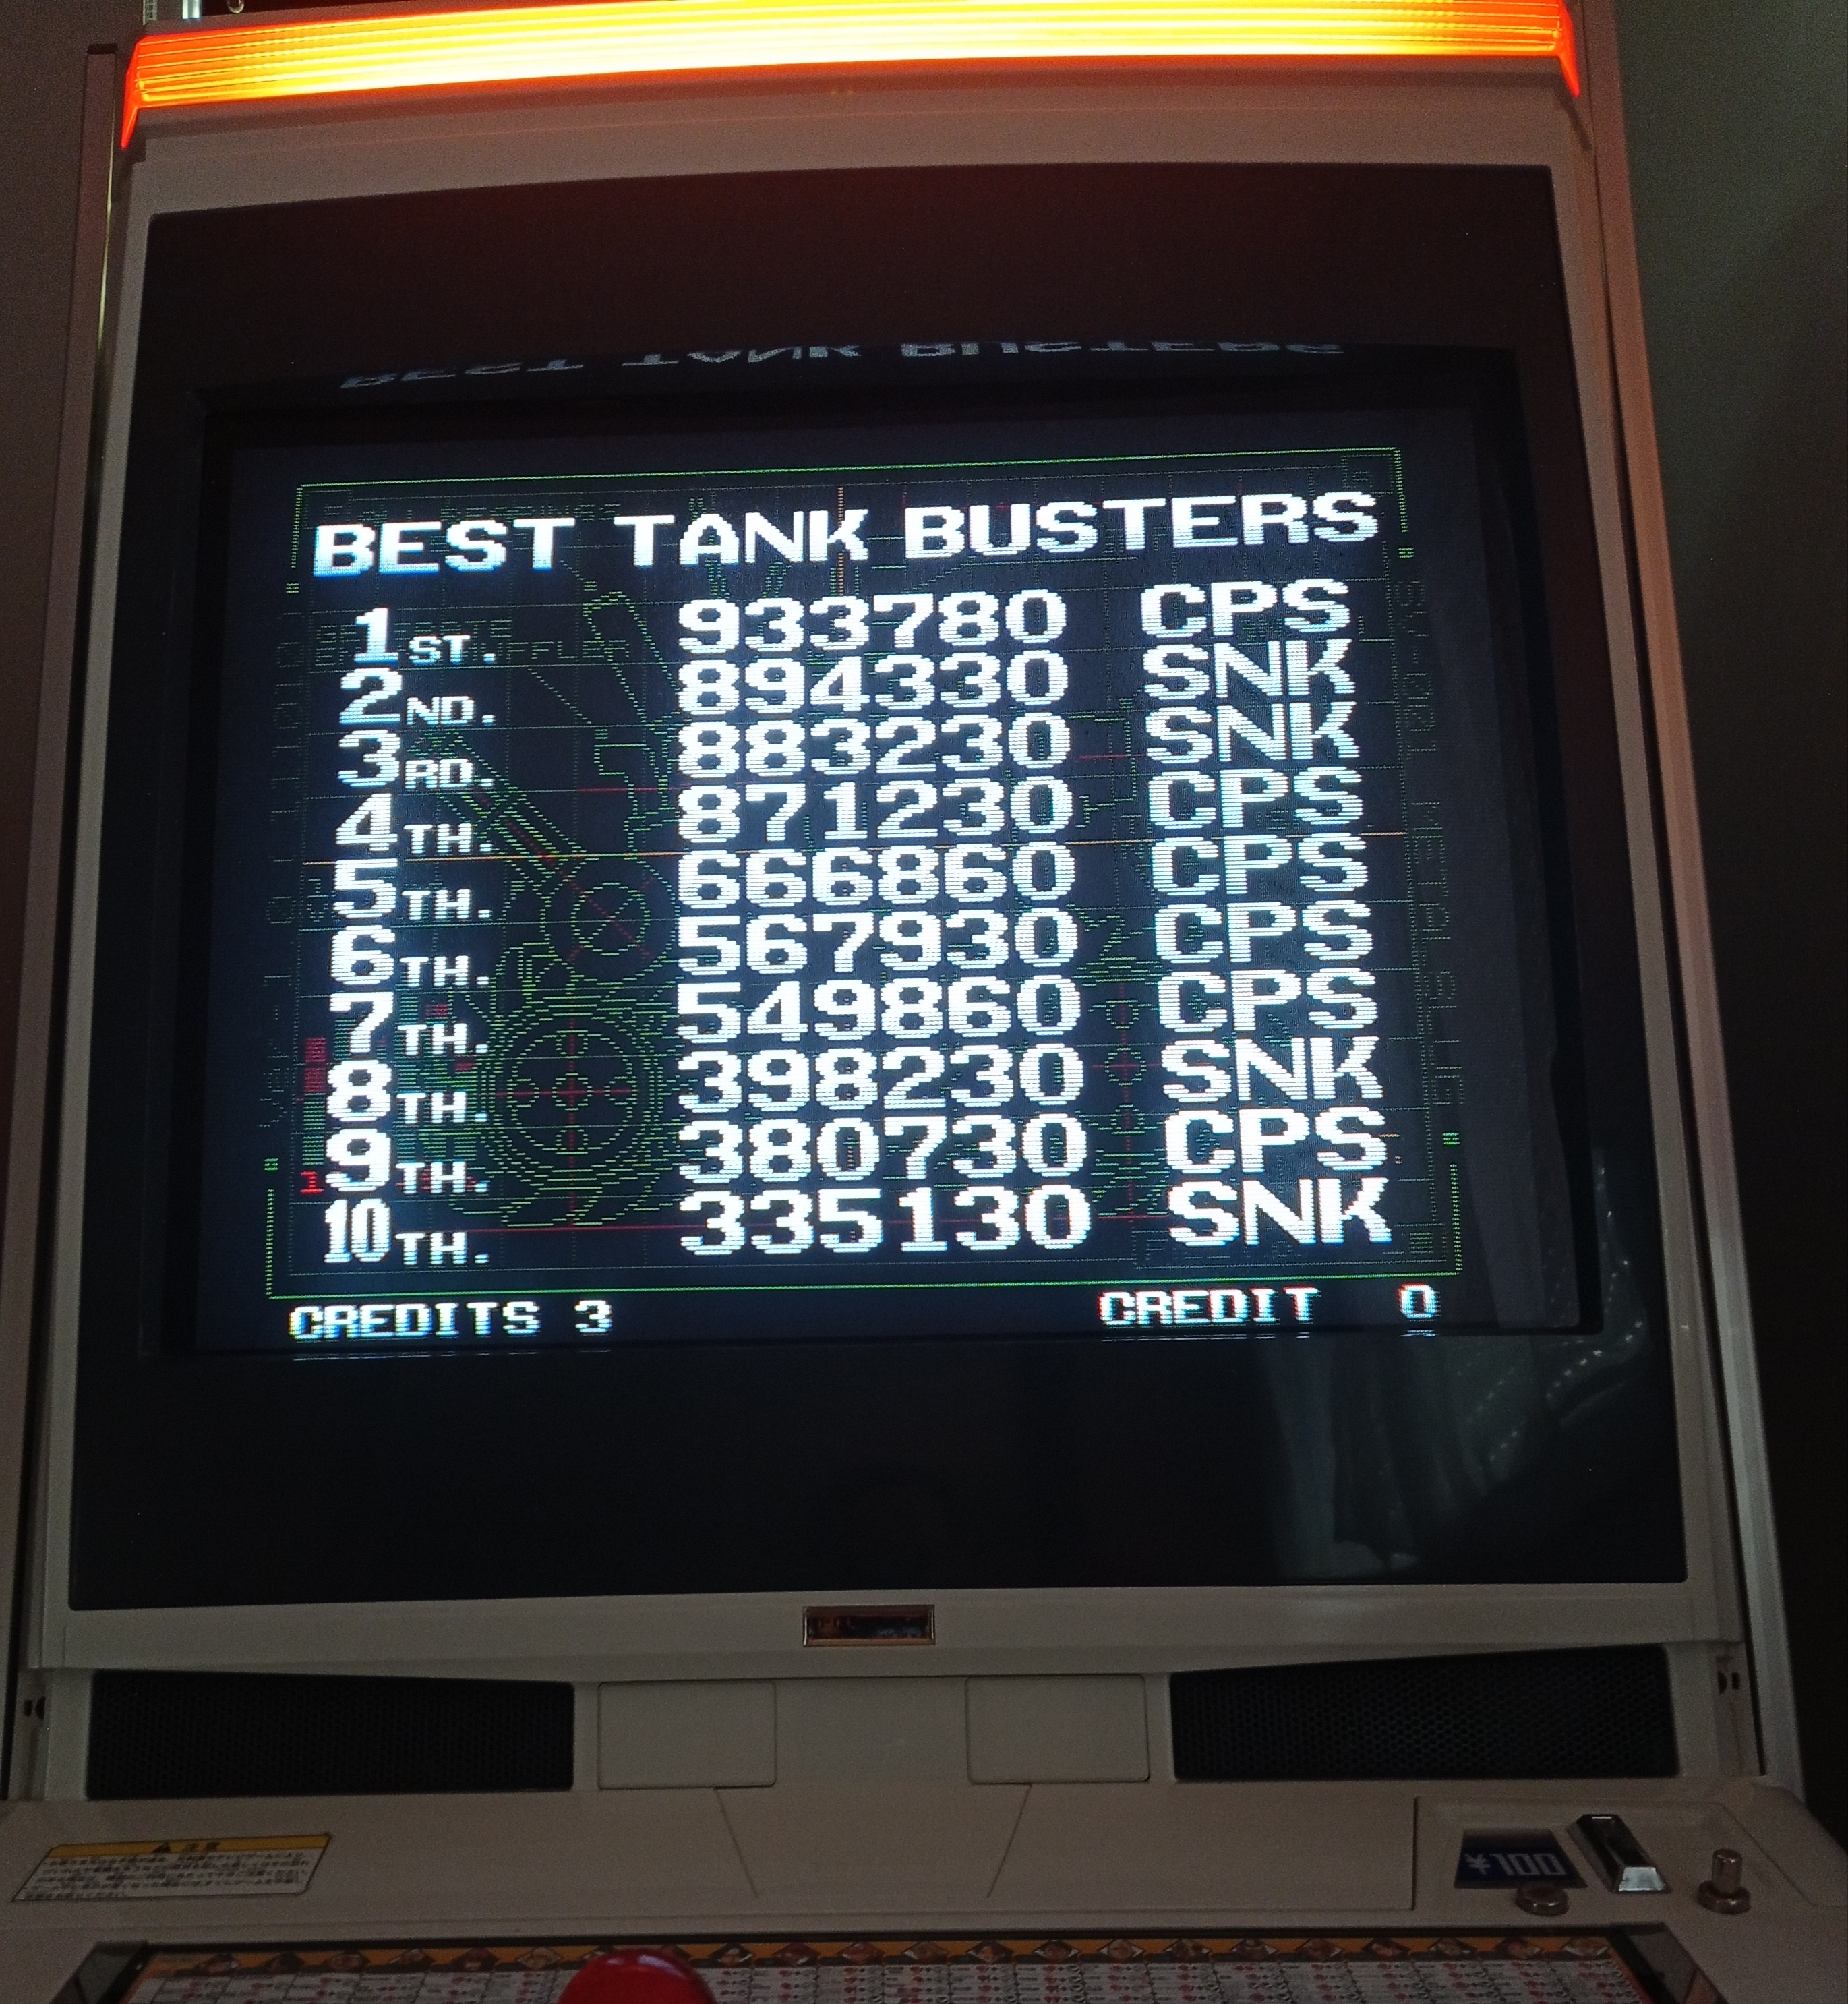 BEST TANK BUSTERS
1ST. 933780 CPS
2ND. 894330 SNK
3RD. 883230 SNK
4TH. 871230 CPS
5TH. 666860 CPS
6TH. 567930 CPS
7TH. 549860 CPS
8TH. 398230 SNK
9TH. 380730 CPS
10TH. 335130 SNK
CREDITS 3 CREDIT 0
注意
¥100